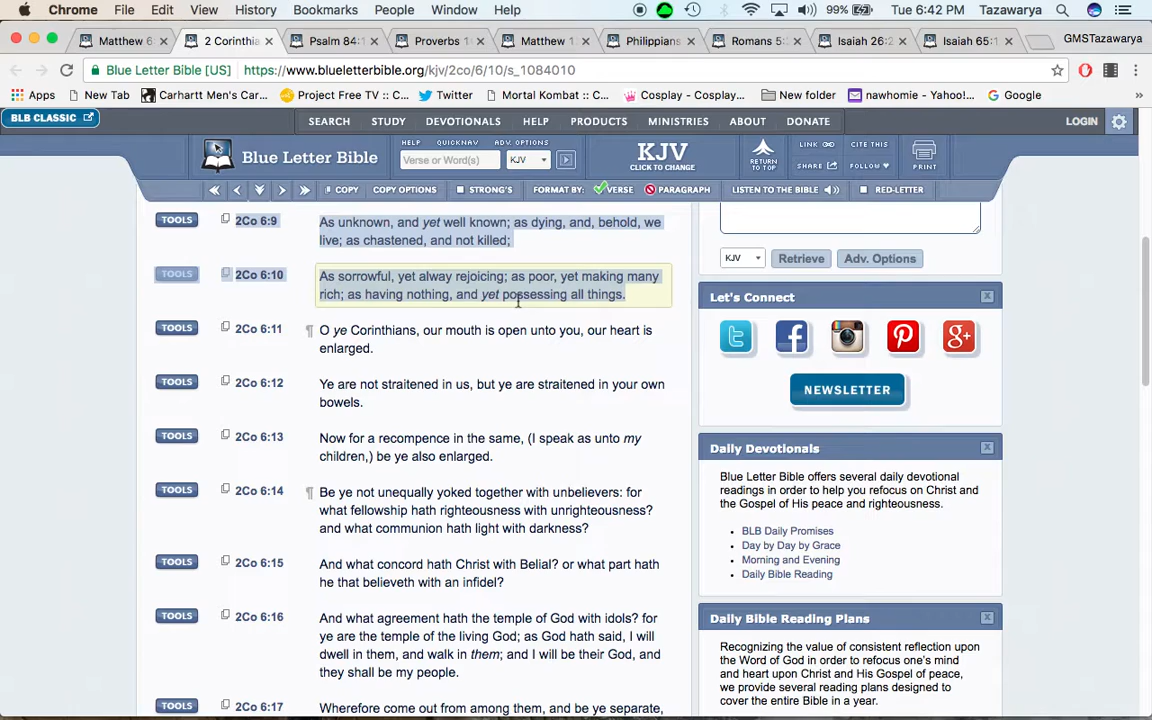 Chrome File Edit View History Bookmarks People Window Help 99% Tue 6:42 PM Tazawarya
Matthew 6: 2 Corinthia Psalm 84:1 Proverbs 1 Matthew 1 Philippians Romans 5: Isaiah 26:2 Isaiah 65:1 GMSTazawarya
Blue Letter Bible [US] https://www.blueletterbible.org/kjv/2co/6/10/s_1084010
Apps New Tab Carhartt Men's Car... Project Free TV :: C... Twitter Mortal Kombat :: C... Cosplay - Cosplay... New folder nawhomie - Yahoo!... Google »
BLB CLASSIC SEARCH STUDY DEVOTIONALS HELP PRODUCTS MINISTRIES ABOUT DONATE LOGIN
Blue Letter Bible
HELP QUICKNAV ADV. OPTIONS
Verse or Word(s) KJV
KJV
CLICK TO CHANGE
RETURN
TO TOP
LINK CITE THIS
SHARE FOLLOW
PRINT
COPY COPY OPTIONS STRONG'S FORMAT BY: VERSE PARAGRAPH LISTEN TO THE BIBLE RED-LETTER
TOOLS 2Co 6:9 As unknown, and yet well known; as dying, and, behold, we
live; as chastened, and not killed;
TOOLS 2Co 6:10 As sorrowful, yet alway rejoicing; as poor, yet making many
rich; as having nothing, and yet possessing all things.
TOOLS 2Co 6:11 ¶ O ye Corinthians, our mouth is open unto you, our heart is
enlarged.
TOOLS 2Co 6:12 Ye are not straitened in us, but ye are straitened in your own
bowels.
TOOLS 2Co 6:13 Now for a recompence in the same, (I speak as unto my
children,) be ye also enlarged.
TOOLS 2Co 6:14 ¶ Be ye not unequally yoked together with unbelievers: for
what fellowship hath righteousness with unrighteousness?
and what communion hath light with darkness?
TOOLS 2Co 6:15 And what concord hath Christ with Belial? or what part hath
he that believeth with an infidel?
TOOLS 2Co 6:16 And what agreement hath the temple of God with idols? for
ye are the temple of the living God; as God hath said, I will
dwell in them, and walk in them; and I will be their God, and
they shall be my people.
TOOLS 2Co 6:17 Wherefore come out from among them, and be ye separate,
KJV Retrieve Adv. Options
Let's Connect
NEWSLETTER
Daily Devotionals
Blue Letter Bible offers several daily devotional
readings in order to help you refocus on Christ and
the Gospel of His peace and righteousness.
BLB Daily Promises
Day by Day by Grace
Morning and Evening
Daily Bible Reading
Daily Bible Reading Plans
Recognizing the value of consistent reflection upon
the Word of God in order to refocus one's mind
and heart upon Christ and His Gospel of peace,
we provide several reading plans designed to
cover the entire Bible in a year.